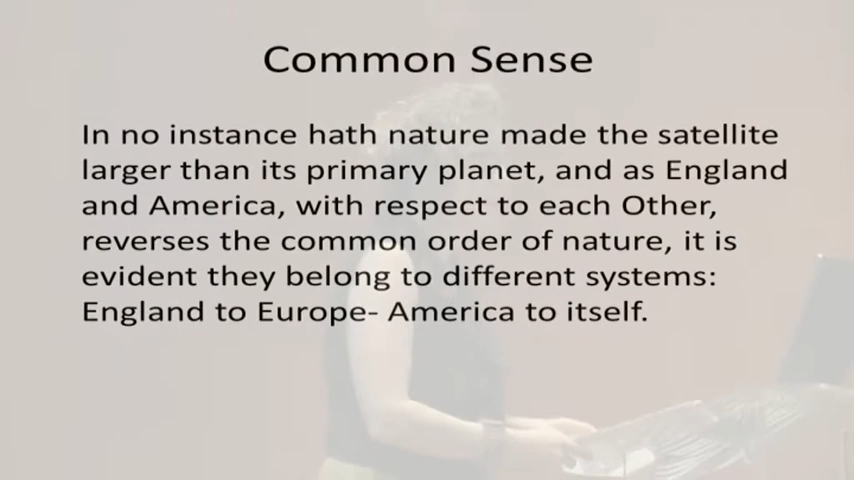 Common Sense
In no instance hath nature made the satellite
larger than its primary planet, and as England
and America, with respect to each Other,
reverses the common order of nature, it is
evident they belong to different systems:
England to Europe- America to itself.